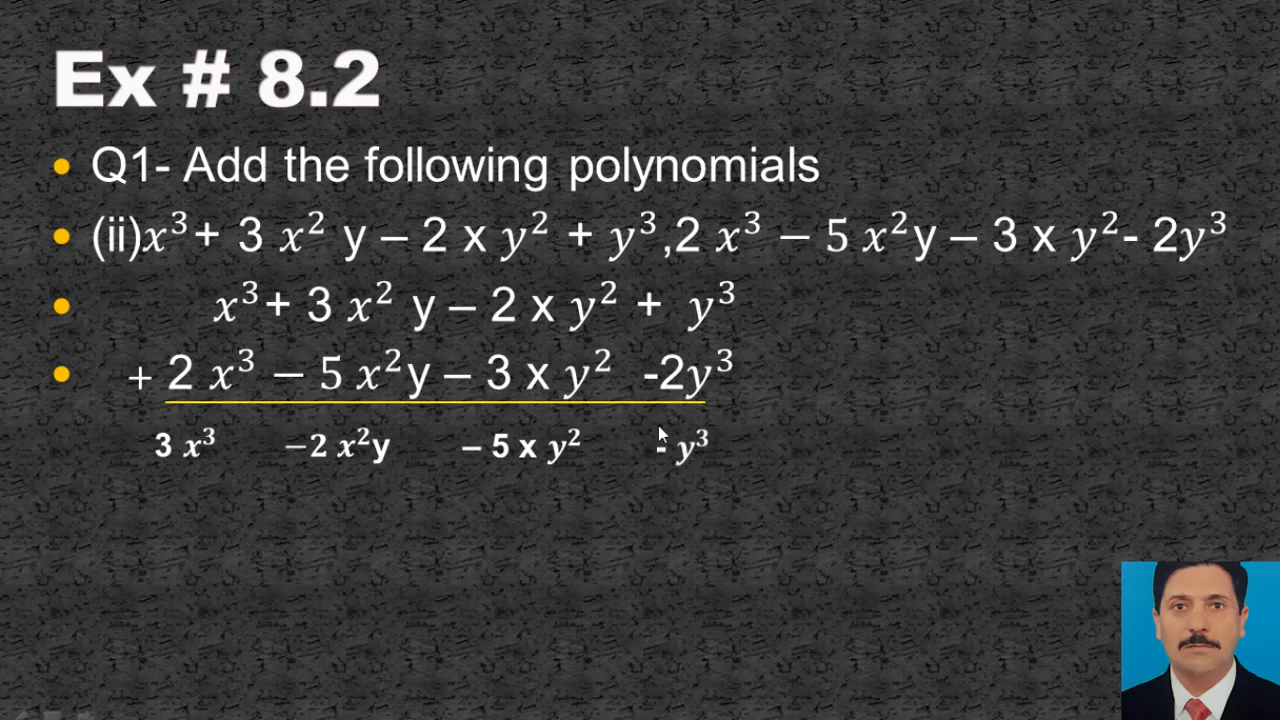 Ex # 8.2
Q1- Add the following polynomials
(ii)x³+ 3 x² y – 2 x y² + y³,2 x³ – 5 x²y – 3 x y²- 2y³
x³+ 3 x² y – 2 x y² + y³
+ 2 x³ – 5 x²y – 3 x y² -2y³
3 x³ −2 x²y – 5 x y² - y³